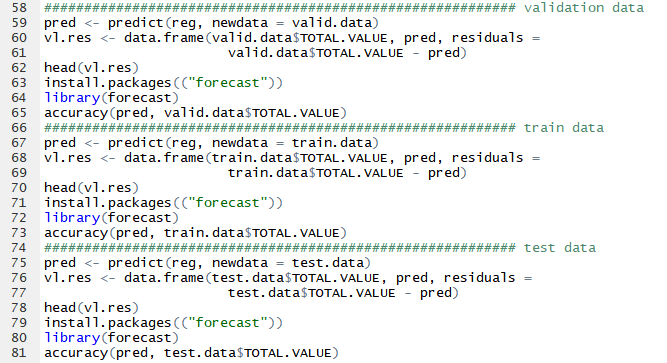 58 ########################################################### validation data
59 pred <- predict(reg, newdata = valid.data)
60 vl.res <- data.frame(valid.data$TOTAL.VALUE, pred, residuals =
61 valid.data$TOTAL.VALUE - pred)
62 head(vl.res)
63 install.packages(("forecast"))
64 library(forecast)
65 accuracy(pred, valid.data$TOTAL.VALUE)
66 ########################################################### train data
67 pred <- predict(reg, newdata = train.data)
68 vl.res <- data.frame(train.data$TOTAL.VALUE, pred, residuals =
69 train.data$TOTAL.VALUE - pred)
70 head(vl.res)
71 install.packages(("forecast"))
72 library(forecast)
73 accuracy(pred, train.data$TOTAL.VALUE)
74 ########################################################### test data
75 pred <- predict(reg, newdata = test.data)
76 vl.res <- data.frame(test.data$TOTAL.VALUE, pred, residuals =
77 test.data$TOTAL.VALUE - pred)
78 head(vl.res)
79 install.packages(("forecast"))
80 library(forecast)
81 accuracy(pred, test.data$TOTAL.VALUE)